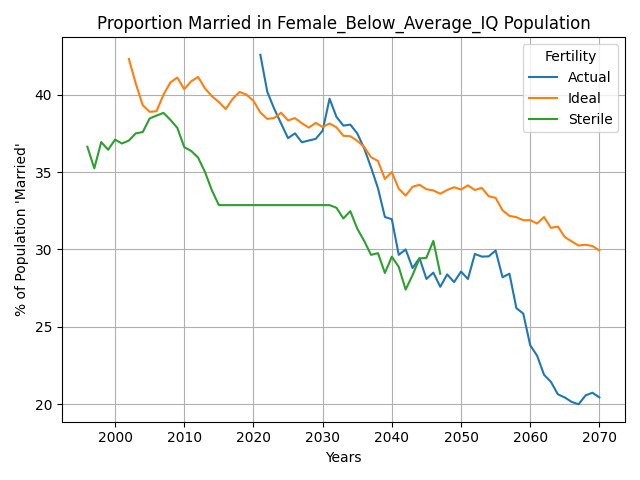 Proportion Married in Female_Below_Average_IQ Population
Fertility
Actual
Ideal
Sterile
% of Population 'Married'
40
35
30
25
20
2000 2010 2020 2030 2040 2050 2060 2070
Years